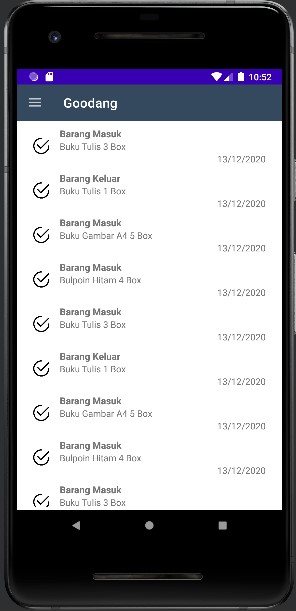 10:52
Goodang
Barang Masuk
Buku Tulis 3 Box
13/12/2020
Barang Keluar
Buku Tulis 1 Box
13/12/2020
Barang Masuk
Buku Gambar A4 5 Box
13/12/2020
Barang Masuk
Bulpoin Hitam 4 Box
13/12/2020
Barang Masuk
Buku Tulis 3 Box
13/12/2020
Barang Keluar
Buku Tulis 1 Box
13/12/2020
Barang Masuk
Buku Gambar A4 5 Box
13/12/2020
Barang Masuk
Bulpoin Hitam 4 Box
13/12/2020
Barang Masuk
Buku Tulis 3 Box